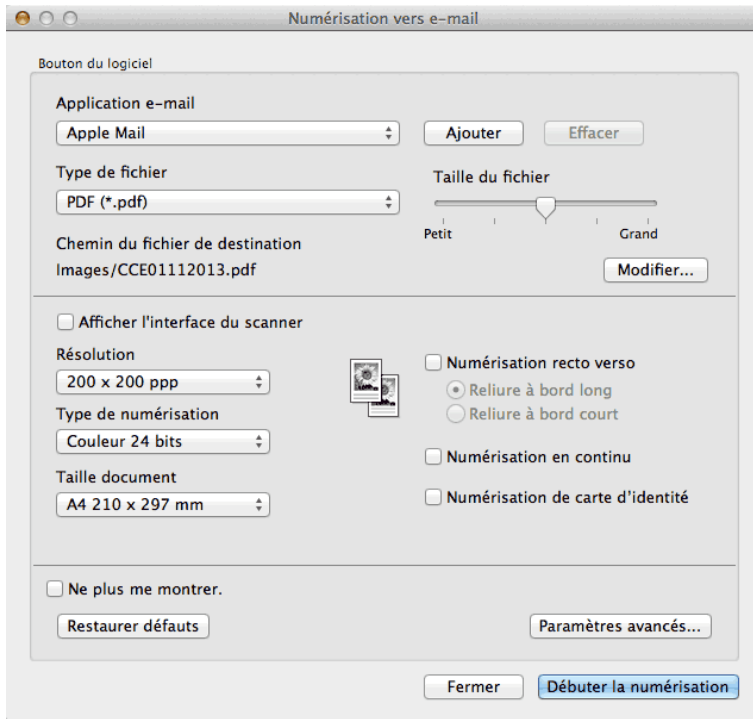 Numérisation vers e-mail
Bouton du logiciel
Application e-mail
Apple Mail
Ajouter
Effacer
Type de fichier
PDF (*.pdf)
Taille du fichier
Petit
Grand
Chemin du fichier de destination
Images/CCE01112013.pdf
Modifier...
Afficher l'interface du scanner
Résolution
200 x 200 ppp
Type de numérisation
Couleur 24 bits
Taille document
A4 210 x 297 mm
Numérisation recto verso
Reliure à bord long
Reliure à bord court
Numérisation en continu
Numérisation de carte d'identité
Ne plus me montrer.
Restaurer défauts
Paramètres avancés...
Fermer
Débuter la numérisation